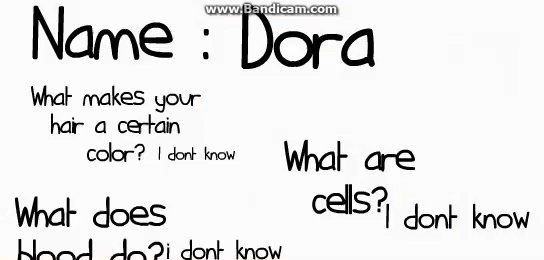 www.Bandicam.com
Name : Dora
What makes your
hair a certain
color? I dont know
What are
cells? I dont know
What does
blood do? i dont know